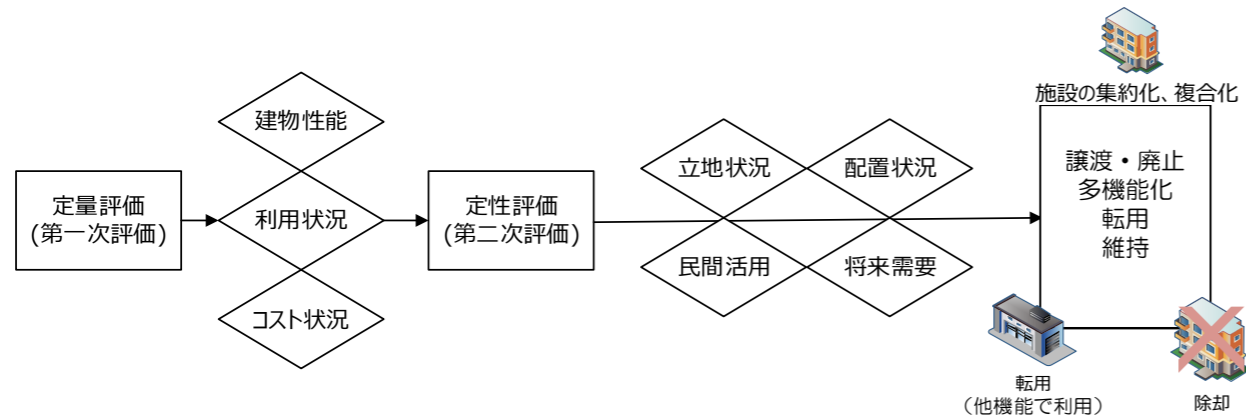 定量評価
(第一次評価)
建物性能
利用状況
コスト状況
定性評価
(第二次評価)
立地状況
配置状況
民間活用
将来需要
施設の集約化、複合化
譲渡・廃止
多機能化
転用
維持
転用
（他機能で利用）
除却